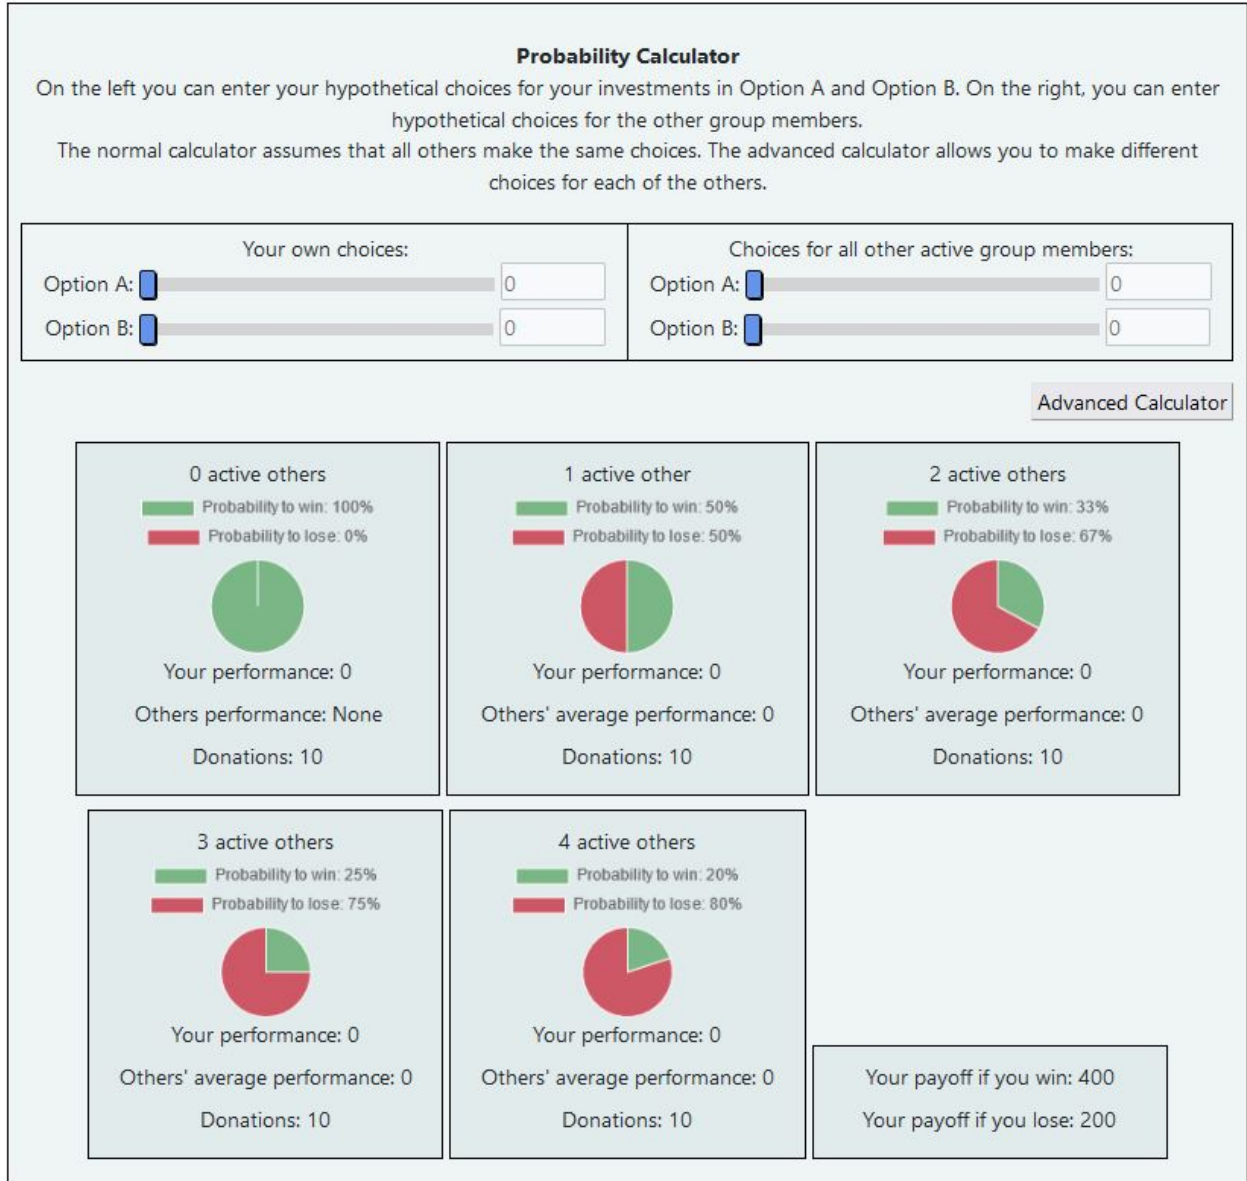 Probability Calculator
On the left you can enter your hypothetical choices for your investments in Option A and Option B. On the right, you can enter
hypothetical choices for the other group members.
The normal calculator assumes that all others make the same choices. The advanced calculator allows you to make different
choices for each of the others.
Your own choices:
Option A: 0
Option B: 0
Choices for all other active group members:
Option A: 0
Option B: 0
Advanced Calculator
0 active others
Probability to win: 100%
Probability to lose: 0%
Your performance: 0
Others performance: None
Donations: 10
1 active other
Probability to win: 50%
Probability to lose: 50%
Your performance: 0
Others' average performance: 0
Donations: 10
2 active others
Probability to win: 33%
Probability to lose: 67%
Your performance: 0
Others' average performance: 0
Donations: 10
3 active others
Probability to win: 25%
Probability to lose: 75%
Your performance: 0
Others' average performance: 0
Donations: 10
4 active others
Probability to win: 20%
Probability to lose: 80%
Your performance: 0
Others' average performance: 0
Donations: 10
Your payoff if you win: 400
Your payoff if you lose: 200